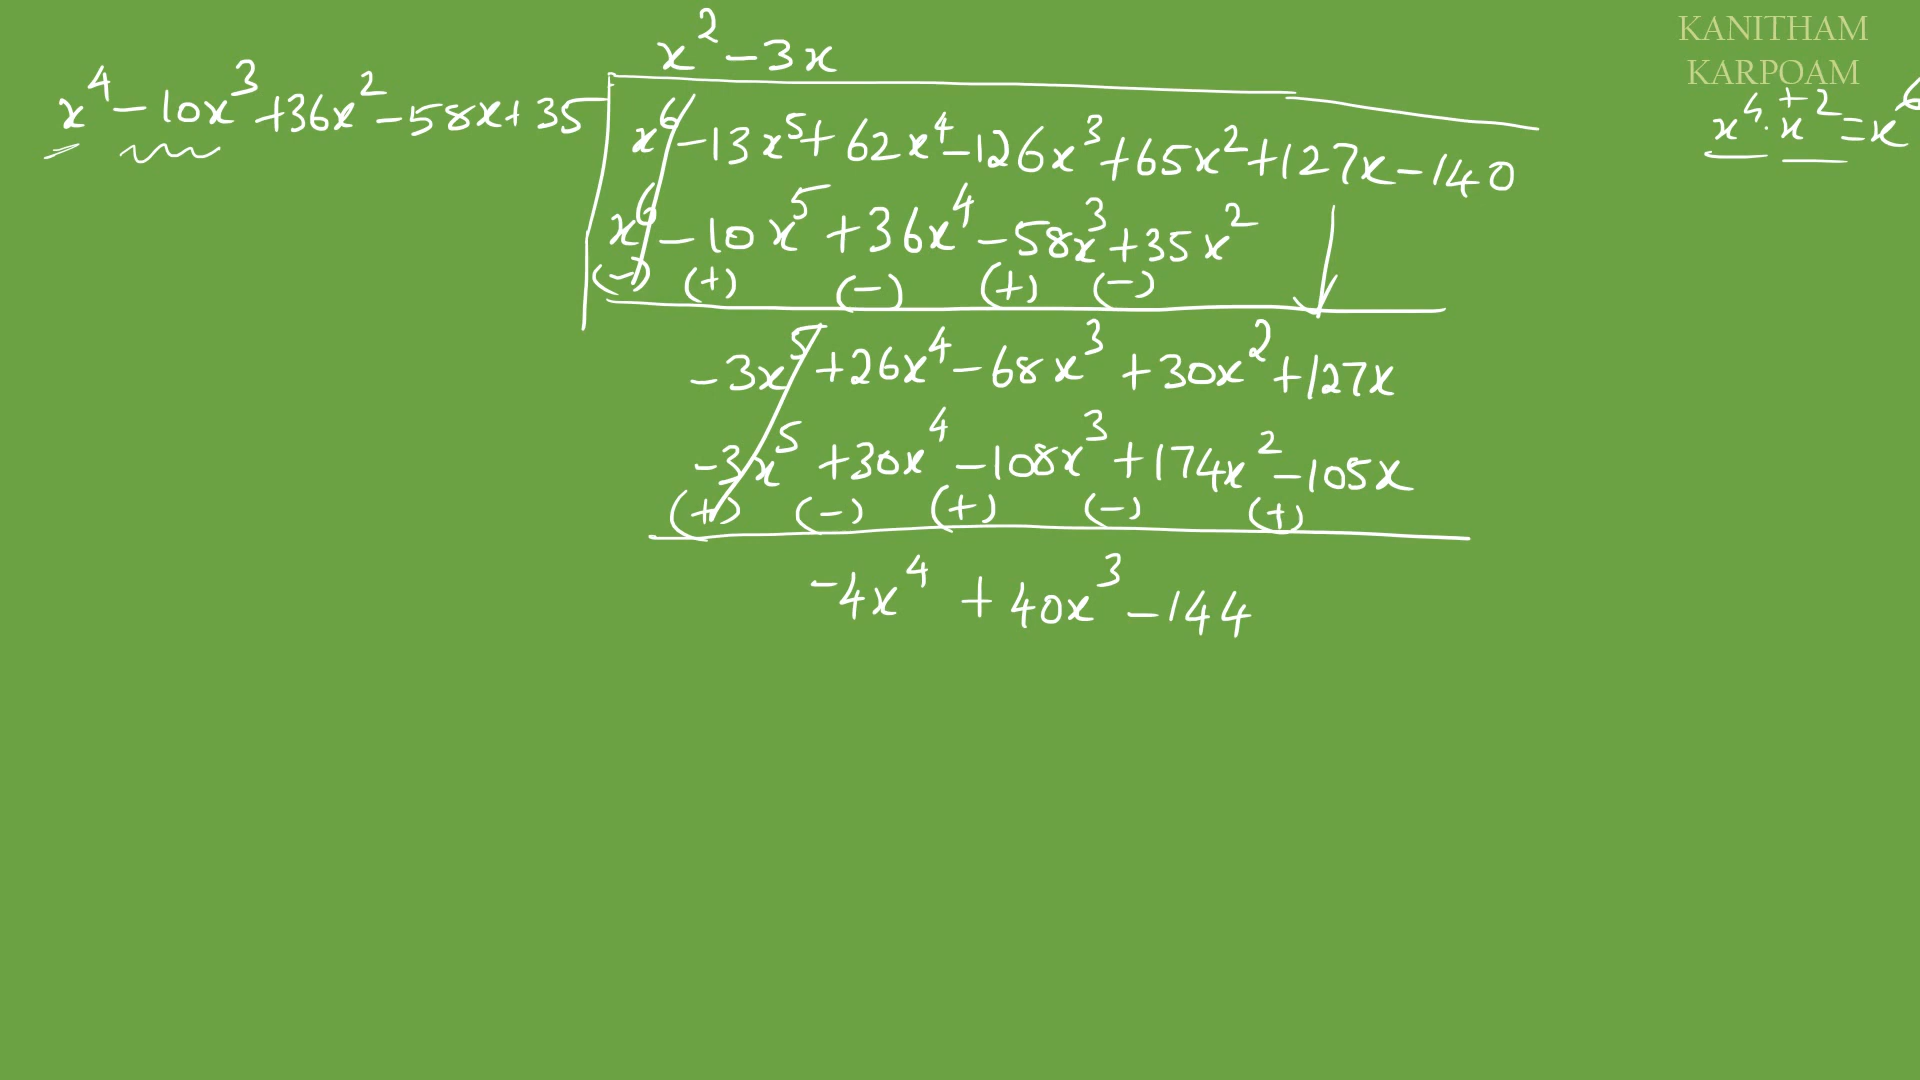 KANITHAM
KARPOAM
x² - 3x
x⁴ - 10x³ + 36x² - 58x + 35
x⁶ - 13x⁵ + 62x⁴ - 126x³ + 65x² + 127x - 140
x⁴ · x⁺² = x⁶
x⁶ - 10x⁵ + 36x⁴ - 58x³ + 35x²
(-) (+) (-) (+) (-)
-3x⁵ + 26x⁴ - 68x³ + 30x² + 127x
-3x⁵ + 30x⁴ - 108x³ + 174x² - 105x
(+) (-) (+) (-) (+)
-4x⁴ + 40x³ - 144